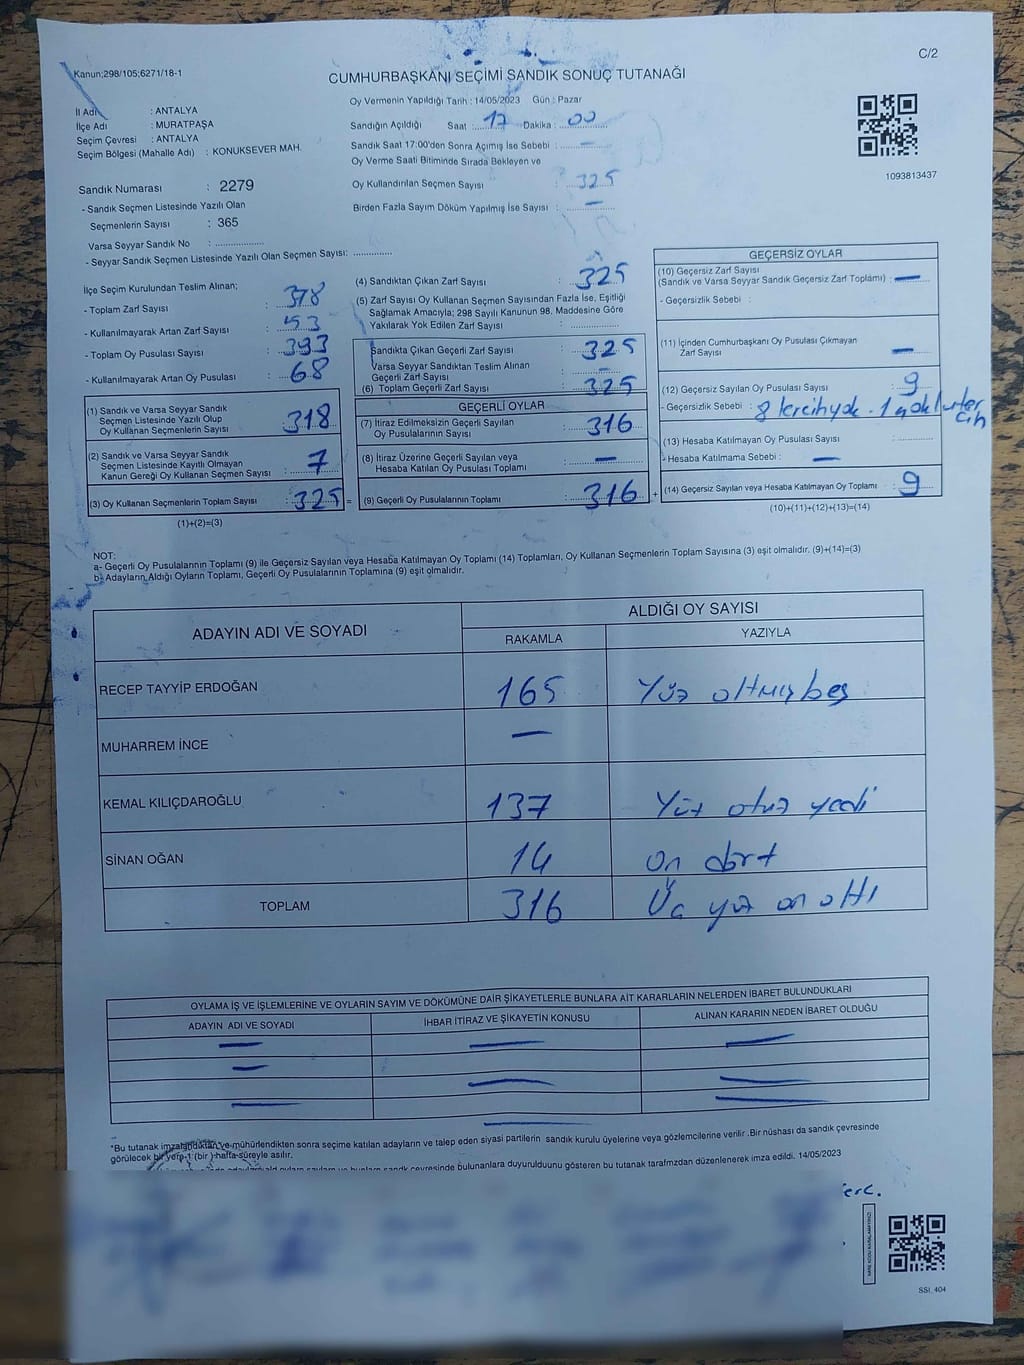 Kanun:298/105;6271/18-1
C/2
CUMHURBAŞKANI SEÇİMİ SANDIK SONUÇ TUTANAĞI
İl Adı : ANTALYA
İlçe Adı : MURATPAŞA
Seçim Çevresi : ANTALYA
Seçim Bölgesi (Mahalle Adı) : KONUKSEVER MAH.
Oy Vermenin Yapıldığı Tarih : 14/05/2023 Gün : Pazar
Sandığın Açıldığı Saat :17 Dakika : 00
Sandık Saat 17:00'den Sonra Açımış İse Sebebi : —
Oy Verme Saati Bitiminde Sırada Bekleyen ve
Oy Kullandırılan Seçmen Sayısı : 325
Birden Fazla Sayım Döküm Yapılmış İse Sayısı : —
1093813437
Sandık Numarası : 2279
- Sandık Seçmen Listesinde Yazılı Olan
Seçmenlerin Sayısı : 365
Varsa Seyyar Sandık No :
- Seyyar Sandık Seçmen Listesinde Yazılı Olan Seçmen Sayısı:
İlçe Seçim Kurulundan Teslim Alınan;
- Toplam Zarf Sayısı : 378
- Kullanılmayarak Artan Zarf Sayısı : 53
- Toplam Oy Pusulası Sayısı : 393
- Kullanılmayarak Artan Oy Pusulası : 68
(1) Sandık ve Varsa Seyyar Sandık
Seçmen Listesinde Yazılı Olup
Oy Kullanan Seçmenlerin Sayısı : 318
(2) Sandık ve Varsa Seyyar Sandık
Seçmen Listesinde Kayıtlı Olmayan
Kanun Gereği Oy Kullanan Seçmen Sayısı : 7
(3) Oy Kullanan Seçmenlerin Toplam Sayısı : 325 =
(1)+(2)=(3)
(4) Sandıktan Çıkan Zarf Sayısı : 325
(5) Zarf Sayısı Oy Kullanan Seçmen Sayısından Fazla İse, Eşitliği
Sağlamak Amacıyla; 298 Sayılı Kanunun 98. Maddesine Göre
Yakılarak Yok Edilen Zarf Sayısı :
Sandıkta Çıkan Geçerli Zarf Sayısı : 325
Varsa Seyyar Sandıktan Teslim Alınan
Geçerli Zarf Sayısı : —
(6) Toplam Geçerli Zarf Sayısı : 325
GEÇERLİ OYLAR
(7) İtiraz Edilmeksizin Geçerli Sayılan
Oy Pusulalarının Sayısı : 316
(8) İtiraz Üzerine Geçerli Sayılan veya
Hesaba Katılan Oy Pusulası Toplamı : —
(9) Geçerli Oy Pusulalarının Toplamı : 316 +
GEÇERSİZ OYLAR
(10) Geçersiz Zarf Sayısı
(Sandık ve Varsa Seyyar Sandık Geçersiz Zarf Toplamı) : —
- Geçersizlik Sebebi :
(11) İçinden Cumhurbaşkanı Oy Pusulası Çıkmayan
Zarf Sayısı : —
(12) Geçersiz Sayılan Oy Pusulası Sayısı : 9
- Geçersizlik Sebebi : 8 tercih yok. 1 çoklu tercih
(13) Hesaba Katılmayan Oy Pusulası Sayısı :
- Hesaba Katılmama Sebebi : —
(14) Geçersiz Sayılan veya Hesaba Katılmayan Oy Toplamı : 9
(10)+(11)+(12)+(13)=(14)
NOT:
a- Geçerli Oy Pusulalarının Toplamı (9) ile Geçersiz Sayılan veya Hesaba Katılmayan Oy Toplamı (14) Toplamları, Oy Kullanan Seçmenlerin Toplam Sayısına (3) eşit olmalıdır. (9)+(14)=(3)
b- Adayların Aldığı Oyların Toplamı, Geçerli Oy Pusulalarının Toplamına (9) eşit olmalıdır.
ADAYIN ADI VE SOYADI
ALDIĞI OY SAYISI
RAKAMLA YAZIYLA
RECEP TAYYİP ERDOĞAN 165 Yüz altmış beş
MUHARREM İNCE —
KEMAL KILIÇDAROĞLU 137 Yüz otuz yedi
SİNAN OĞAN 14 On dört
TOPLAM 316 Üç yüz on altı
OYLAMA İŞ VE İŞLEMLERİNE VE OYLARIN SAYIM VE DÖKÜMÜNE DAİR ŞİKAYETLERLE BUNLARA AİT KARARLARIN NELERDEN İBARET BULUNDUKLARI
ADAYIN ADI VE SOYADI İHBAR İTİRAZ VE ŞİKAYETİN KONUSU ALINAN KARARIN NEDEN İBARET OLDUĞU
*Bu tutanak imzalandıktan ve mühürlendikten sonra seçime katılan adayların ve talep eden siyasi partilerin sandık kurulu üyelerine veya gözlemcilerine verilir .Bir nüshası da sandık çevresinde
görülecek bir yere 1 (bir ) hafta süreyle asılır.
sandık çevresinde bulunanlara duyurulduunu gösteren bu tutanak tarafmzdan düzenlenerek imza edildi. 14/05/2023
SSI. 404